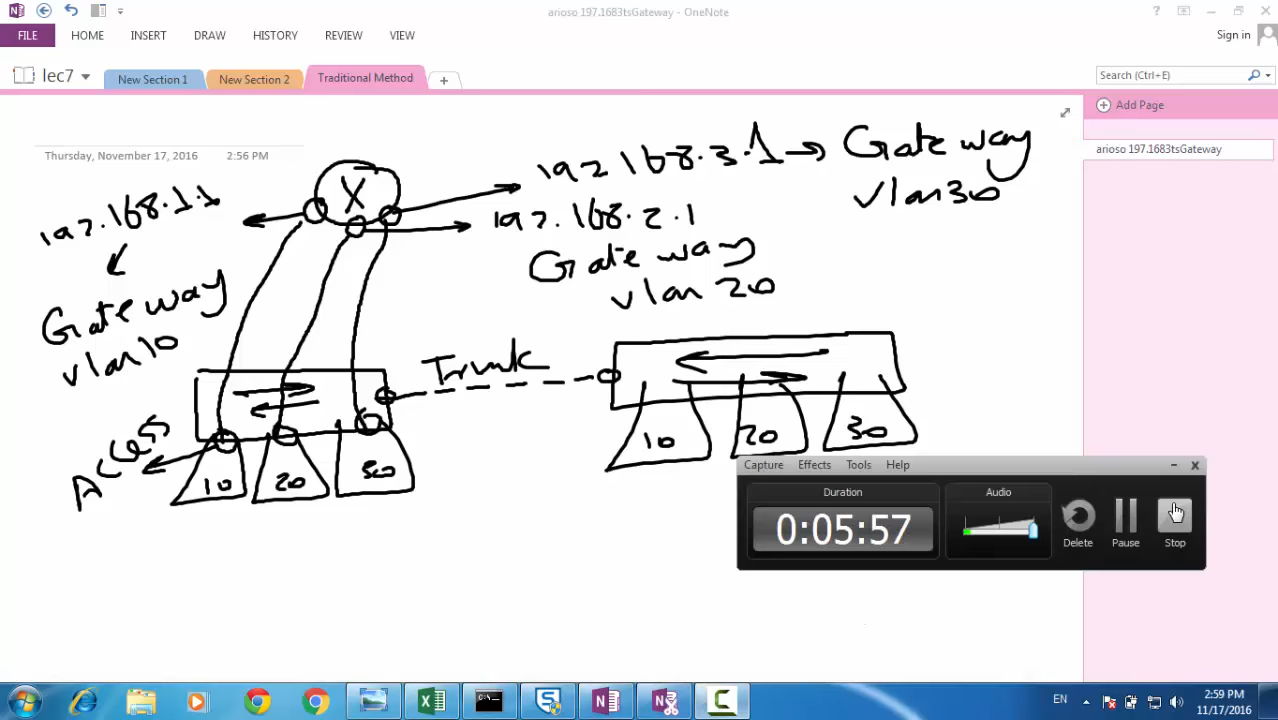 arioso 197.1683tsGateway - OneNote
FILE
HOME
INSERT
DRAW
HISTORY
REVIEW
VIEW
Sign in
lec7
New Section 1
New Section 2
Traditional Method
Search (Ctrl+E)
Add Page
arioso 197.1683tsGateway
Thursday, November 17, 2016
2:56 PM
192.168.3.1 → Gateway
vlan30
192.168.1.1
X
192.168.2.1
Gateway
vlan 20
Gateway
vlan10
Trunk
Access
10
20
30
10
20
30
Capture
Effects
Tools
Help
Duration
Audio
0:05:57
Delete
Pause
Stop
EN
2:59 PM
11/17/2016